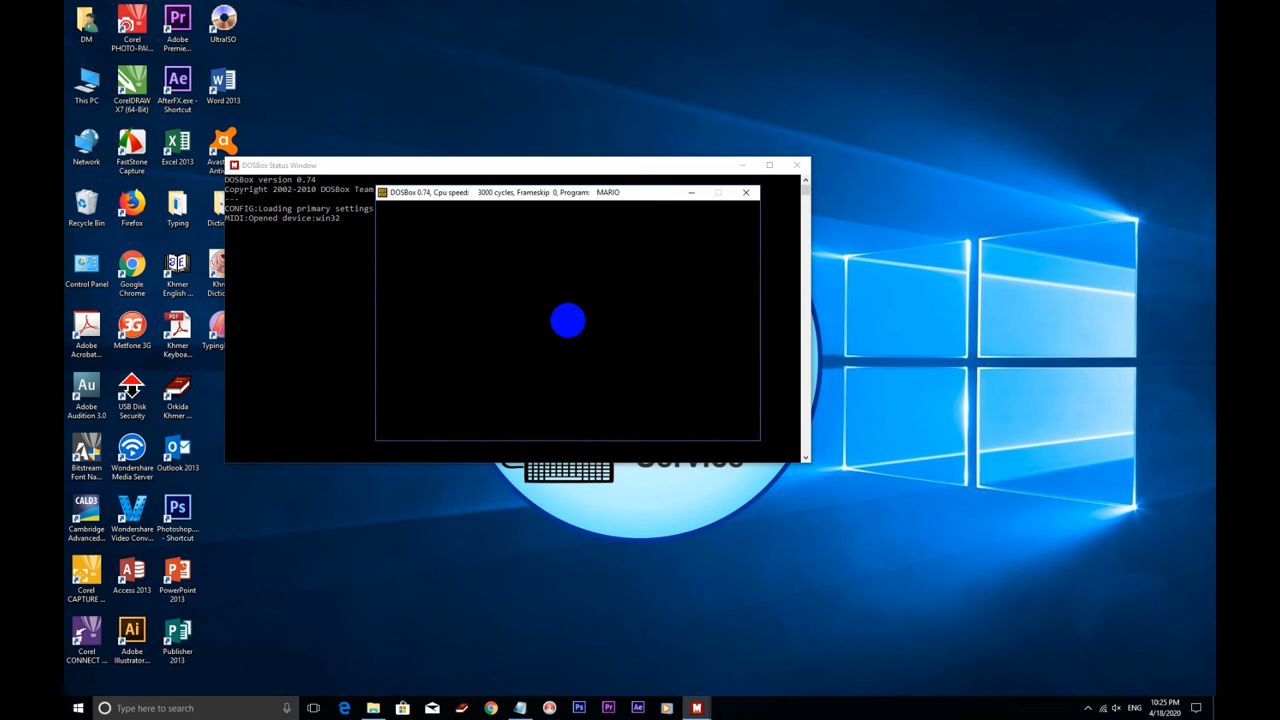 DM
Corel
PHOTO-PAI...
Adobe
Premie...
UltraISO
This PC
CorelDRAW
X7 (64-Bit)
AfterFX.exe -
Shortcut
Word 2013
Network
FastStone
Capture
Excel 2013
Avast
Recycle Bin
Firefox
Typing
Control Panel
Google
Chrome
Khmer
English ...
Adobe
Acrobat...
Metfone 3G
Khmer
Keyboa...
Adobe
Audition 3.0
USB Disk
Security
Orkida
Khmer ...
Bitstream
Font Na...
Wondershare
Media Server
Outlook 2013
Cambridge
Advanced...
Wondershare
Video Conv...
Photoshop....
- Shortcut
Corel
CAPTURE ...
Access 2013
PowerPoint
2013
Corel
CONNECT ...
Adobe
Illustrator...
Publisher
2013
DOSBox Status Window
DOSBox version 0.74
Copyright 2002-2010 DOSBox Team
---
CONFIG:Loading primary settings
MIDI:Opened device:win32
DOSBox 0.74, Cpu speed: 3000 cycles, Frameskip 0, Program: MARIO
Service
Type here to search
ENG
10:25 PM
4/18/2020